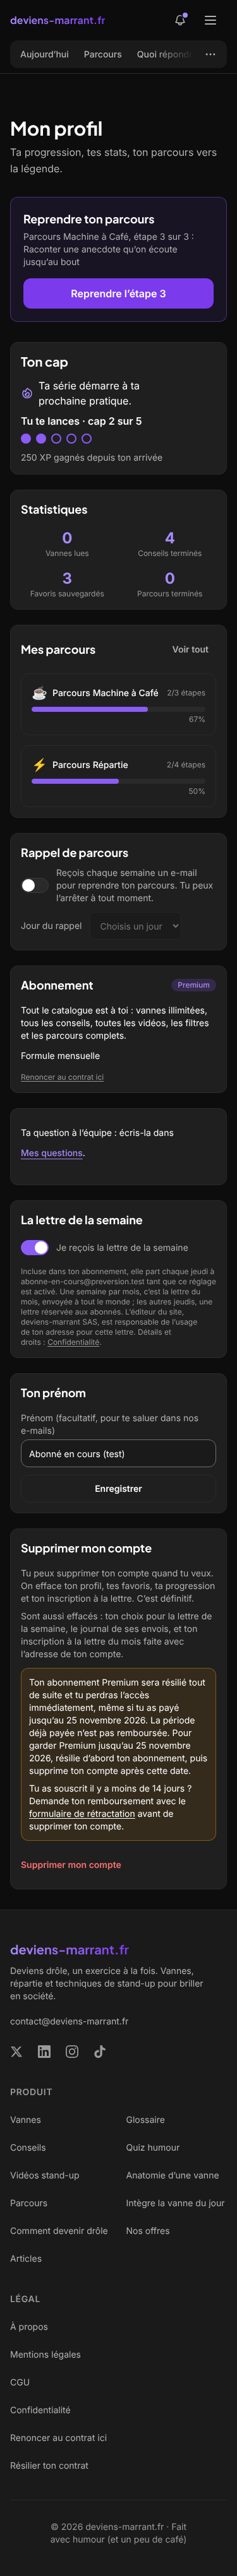 deviens-marrant.fr
Aujourd'hui Parcours Quoi répond ···
Mon profil
Ta progression, tes stats, ton parcours vers
la légende.
Reprendre ton parcours
Parcours Machine à Café, étape 3 sur 3 :
Raconter une anecdote qu'on écoute
jusqu'au bout
Reprendre l'étape 3
Ton cap
Ta série démarre à ta
prochaine pratique.
Tu te lances · cap 2 sur 5
250 XP gagnés depuis ton arrivée
Statistiques
0 4
Vannes lues Conseils terminés
3 0
Favoris sauvegardés Parcours terminés
Mes parcours Voir tout
☕ Parcours Machine à Café 2/3 étapes
67%
⚡ Parcours Répartie 2/4 étapes
50%
Rappel de parcours
Reçois chaque semaine un e-mail
pour reprendre ton parcours. Tu peux
l'arrêter à tout moment.
Jour du rappel Choisis un jour
Abonnement Premium
Tout le catalogue est à toi : vannes illimitées,
tous les conseils, toutes les vidéos, les filtres
et les parcours complets.
Formule mensuelle
Renoncer au contrat ici
Ta question à l'équipe : écris-la dans
Mes questions.
La lettre de la semaine
Je reçois la lettre de la semaine
Incluse dans ton abonnement, elle part chaque jeudi à
abonne-en-cours@preversion.test tant que ce réglage
est activé. Une semaine par mois, c'est la lettre du
mois, envoyée à tout le monde ; les autres jeudis, une
lettre réservée aux abonnés. L'éditeur du site,
deviens-marrant SAS, est responsable de l'usage
de ton adresse pour cette lettre. Détails et
droits : Confidentialité.
Ton prénom
Prénom (facultatif, pour te saluer dans nos
e-mails)
Abonné en cours (test)
Enregistrer
Supprimer mon compte
Tu peux supprimer ton compte quand tu veux.
On efface ton profil, tes favoris, ta progression
et ton inscription à la lettre. C'est définitif.
Sont aussi effacés : ton choix pour la lettre de
la semaine, le journal de ses envois, et ton
inscription à la lettre du mois faite avec
l'adresse de ton compte.
Ton abonnement Premium sera résilié tout
de suite et tu perdras l'accès
immédiatement, même si tu as payé
jusqu'au 25 novembre 2026. La période
déjà payée n'est pas remboursée. Pour
garder Premium jusqu'au 25 novembre
2026, résilie d'abord ton abonnement, puis
supprime ton compte après cette date.
Tu as souscrit il y a moins de 14 jours ?
Demande ton remboursement avec le
formulaire de rétractation avant de
supprimer ton compte.
Supprimer mon compte
deviens-marrant.fr
Deviens drôle, un exercice à la fois. Vannes,
répartie et techniques de stand-up pour briller
en société.
contact@deviens-marrant.fr
PRODUIT
Vannes Glossaire
Conseils Quiz humour
Vidéos stand-up Anatomie d'une vanne
Parcours Intègre la vanne du jour
Comment devenir drôle Nos offres
Articles
LÉGAL
À propos
Mentions légales
CGU
Confidentialité
Renoncer au contrat ici
Résilier ton contrat
© 2026 deviens-marrant.fr · Fait
avec humour (et un peu de café)